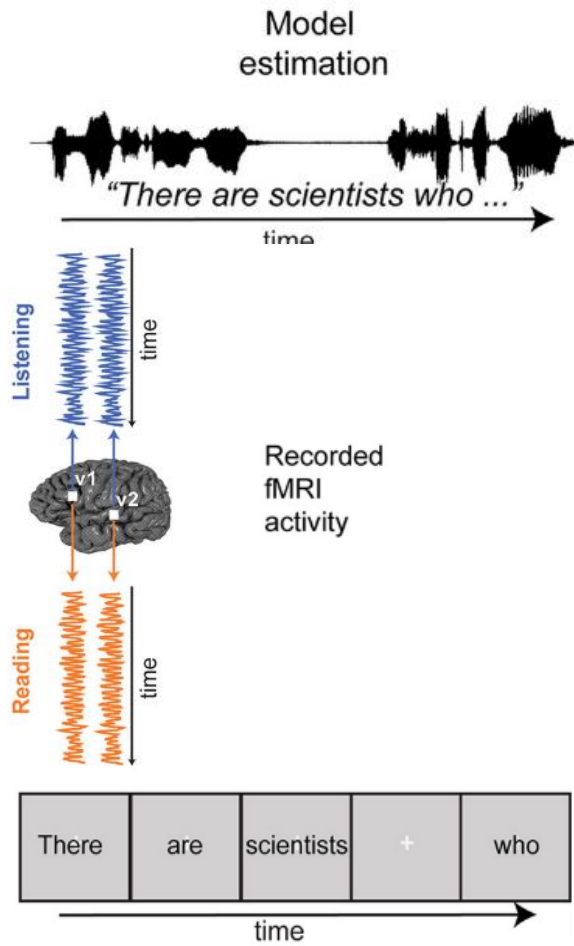 Model
estimation
“There are scientists who ...”
time
Listening
time
v1
v2
Recorded
fMRI
activity
Reading
time
There are scientists + who
time